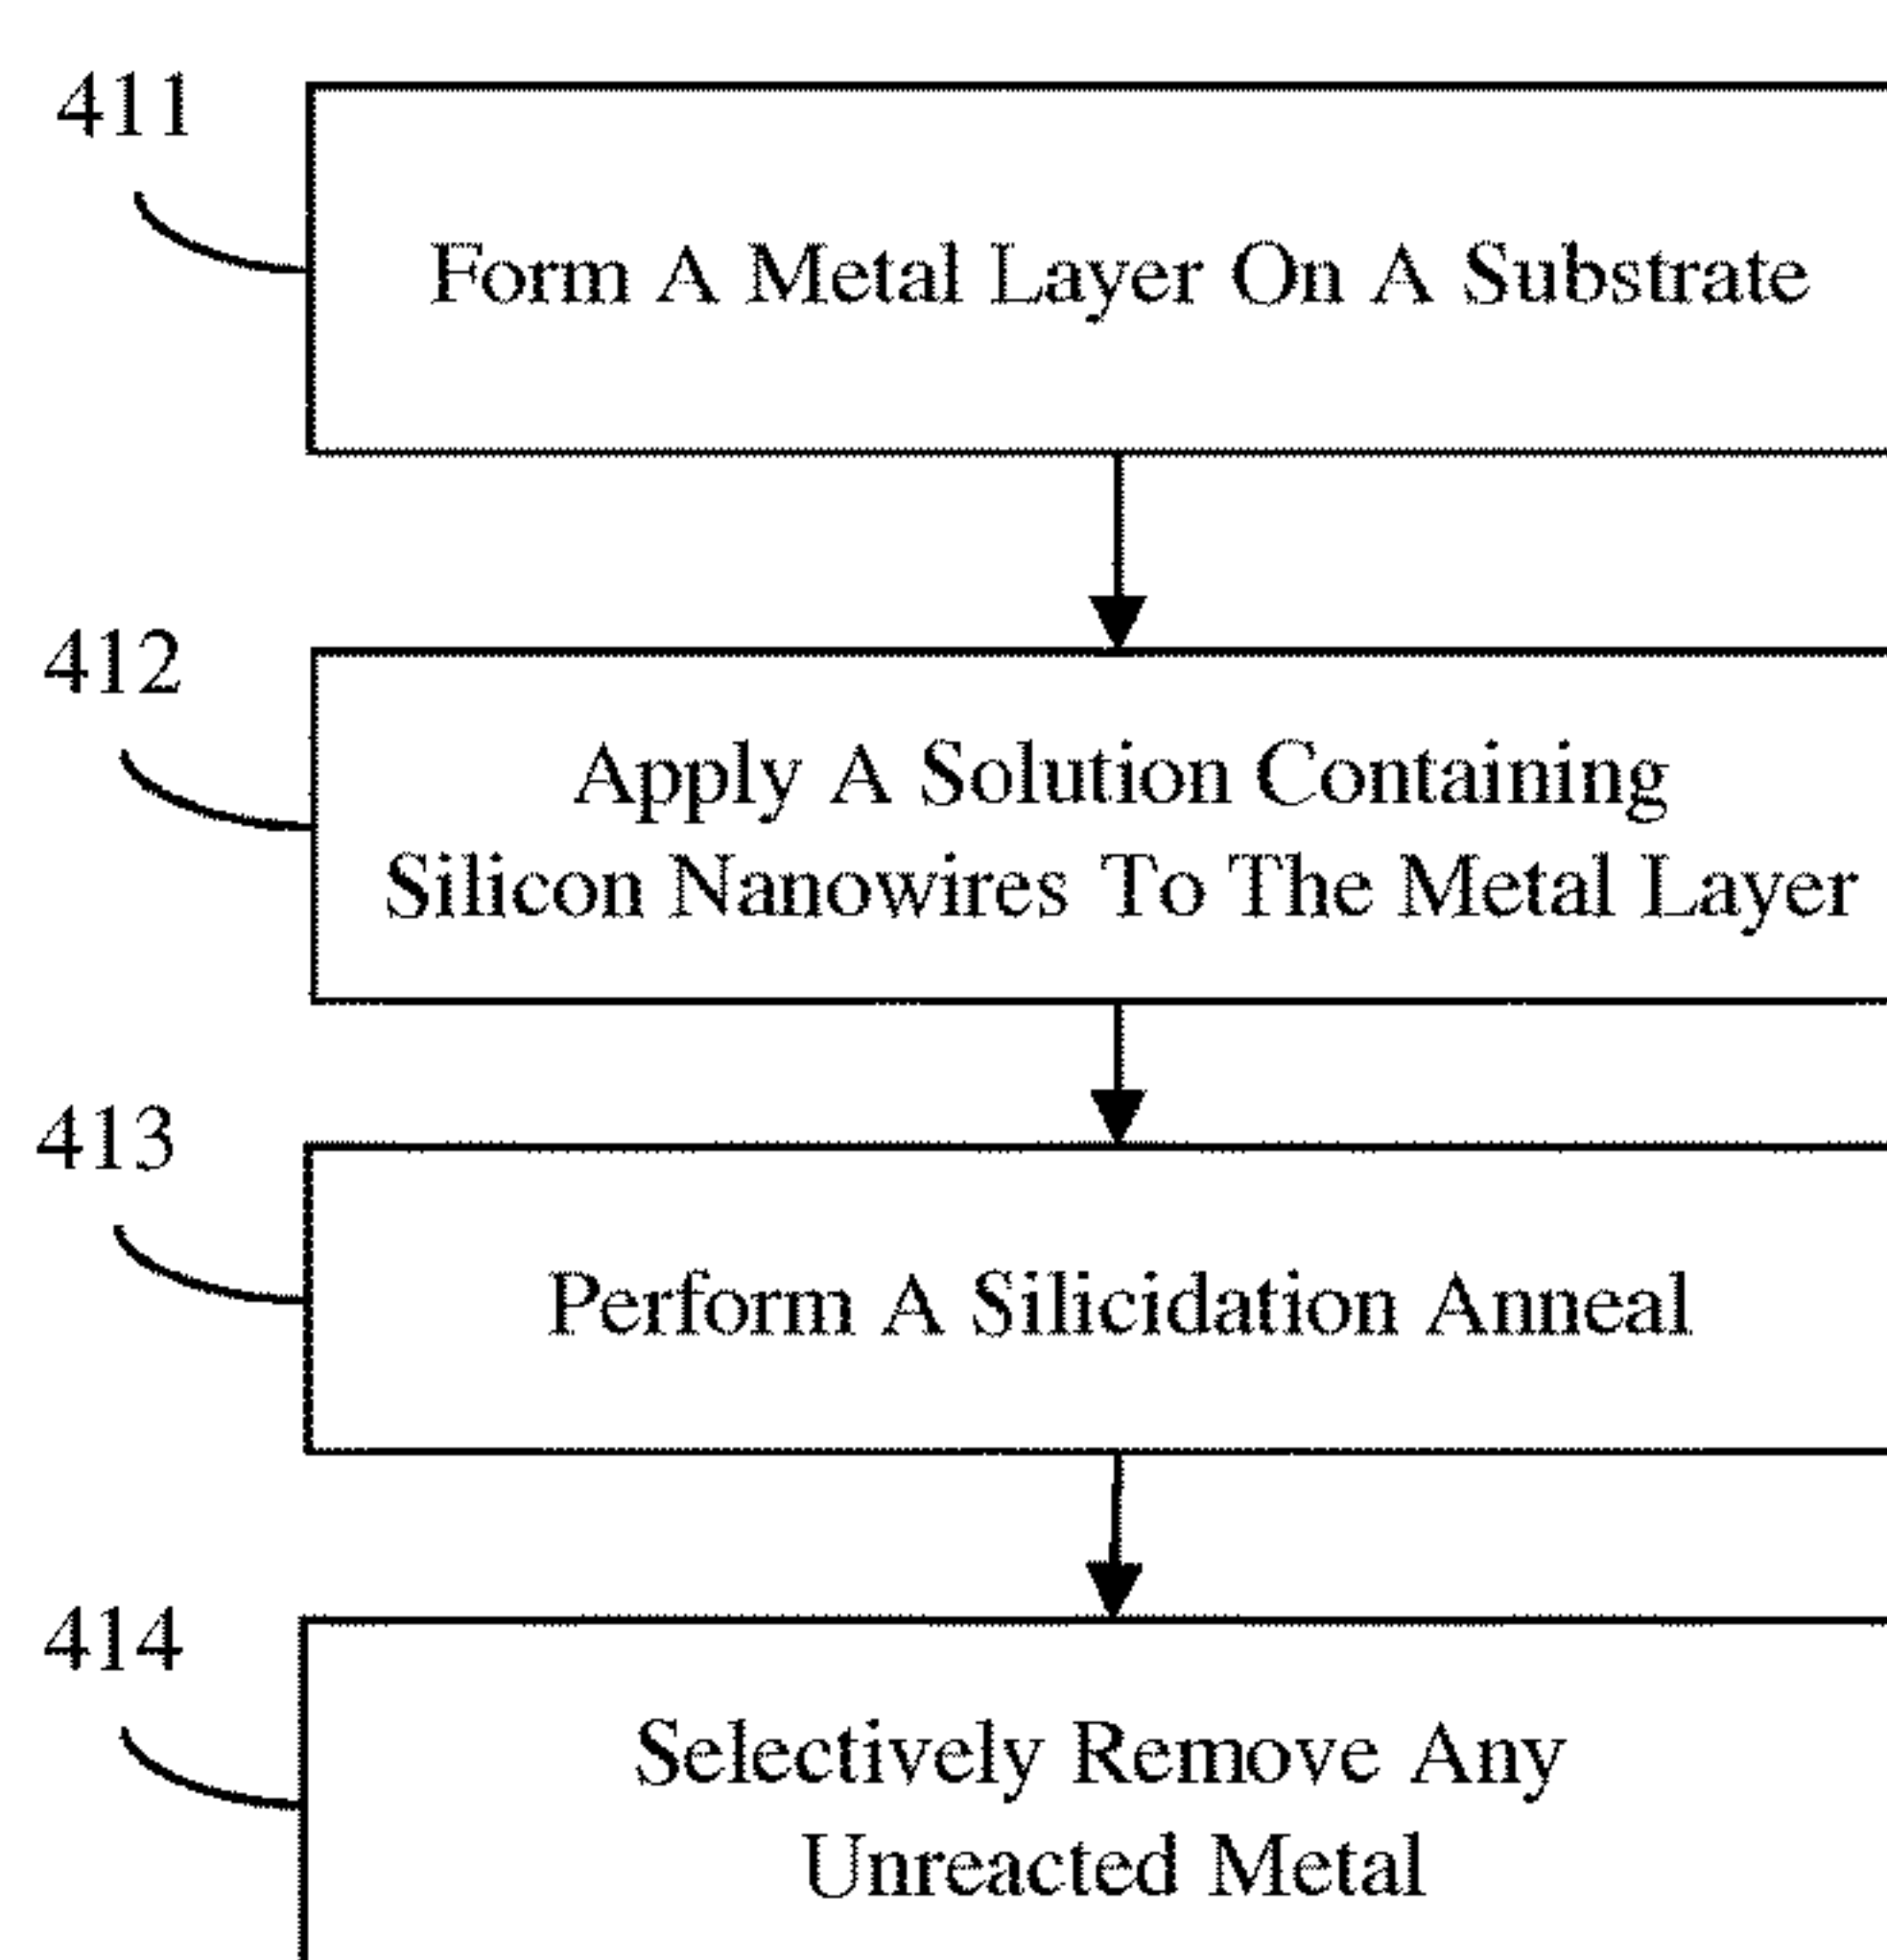 411
Form A Metal Layer On A Substrate
412
Apply A Solution Containing
Silicon Nanowires To The Metal Layer
413
Perform A Silicidation Anneal
414
Selectively Remove Any
Unreacted Metal